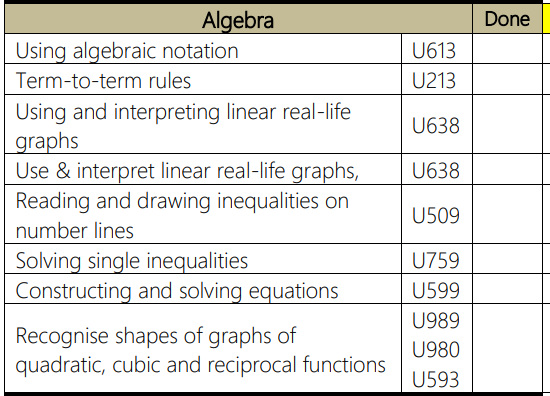 Algebra Done
Using algebraic notation U613
Term-to-term rules U213
Using and interpreting linear real-life
graphs U638
Use & interpret linear real-life graphs, U638
Reading and drawing inequalities on
number lines U509
Solving single inequalities U759
Constructing and solving equations U599
Recognise shapes of graphs of
quadratic, cubic and reciprocal functions
U989
U980
U593